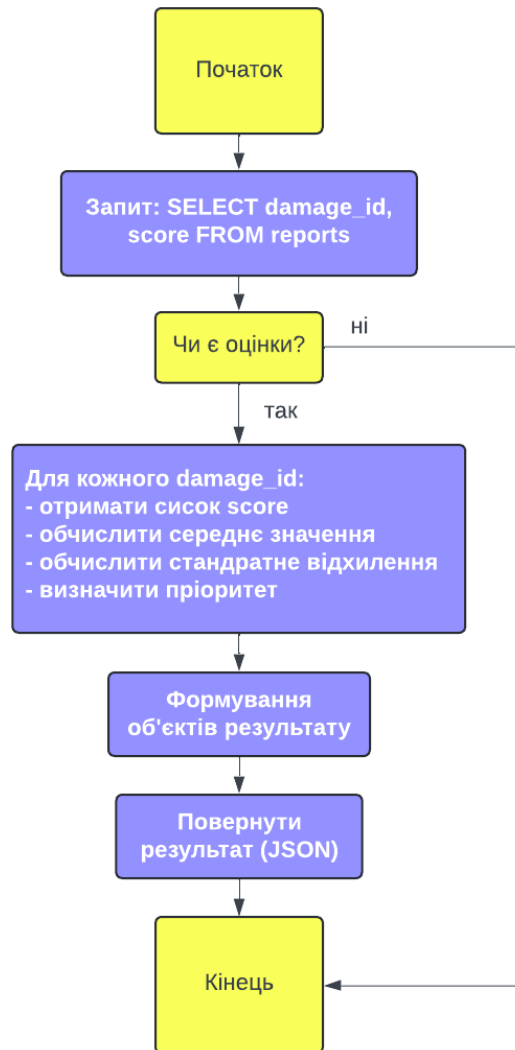 Початок
Запит: SELECT damage_id,
score FROM reports
Чи є оцінки?
ні
так
Для кожного damage_id:
- отримати сисок score
- обчислити середнє значення
- обчислити стандратне відхилення
- визначити пріоритет
Формування
об'єктів результату
Повернути
результат (JSON)
Кінець